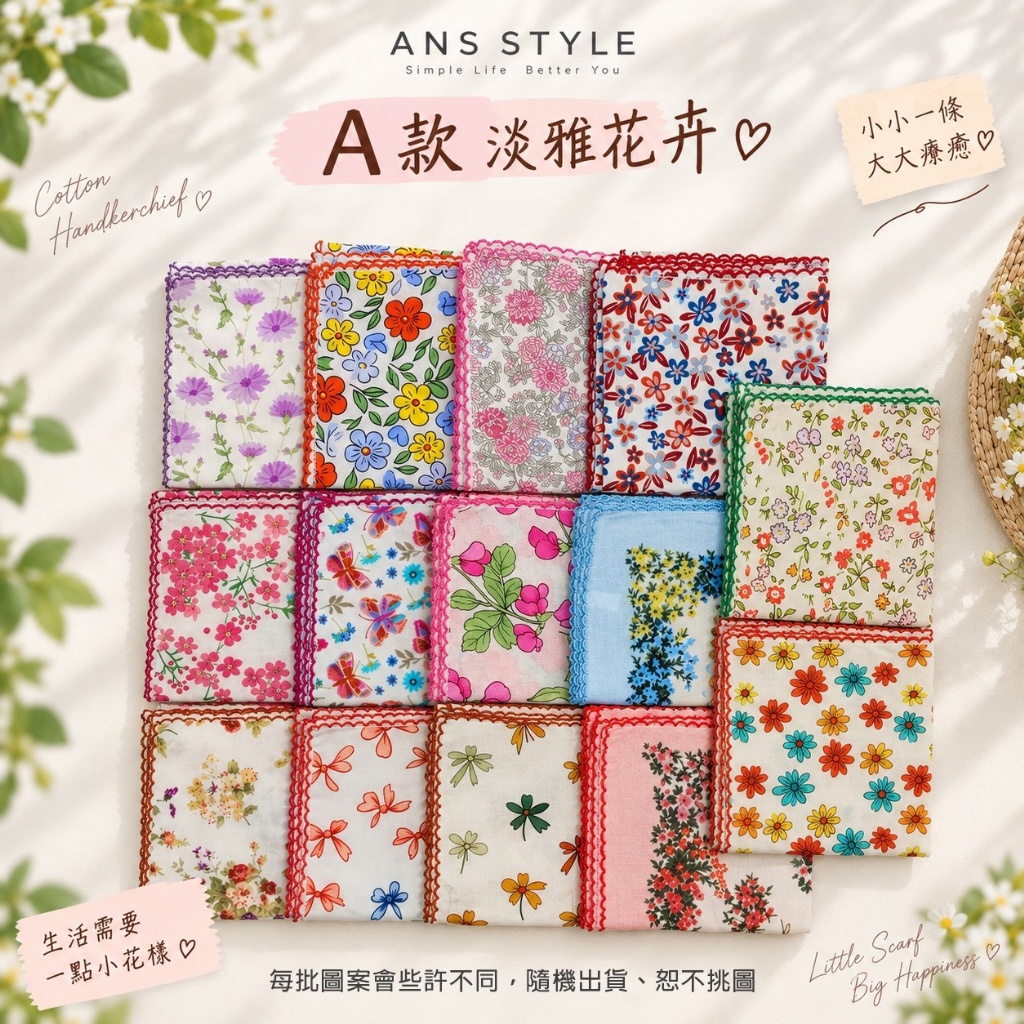 ANS STYLE
Simple Life Better You
A款 淡雅花卉♡
小小一條
大大療癒♡
Cotton
Handkerchief ♡
生活需要
一點小花樣♡
Little Scarf
Big Happiness ♡
每批圖案會些許不同，隨機出貨、恕不挑圖